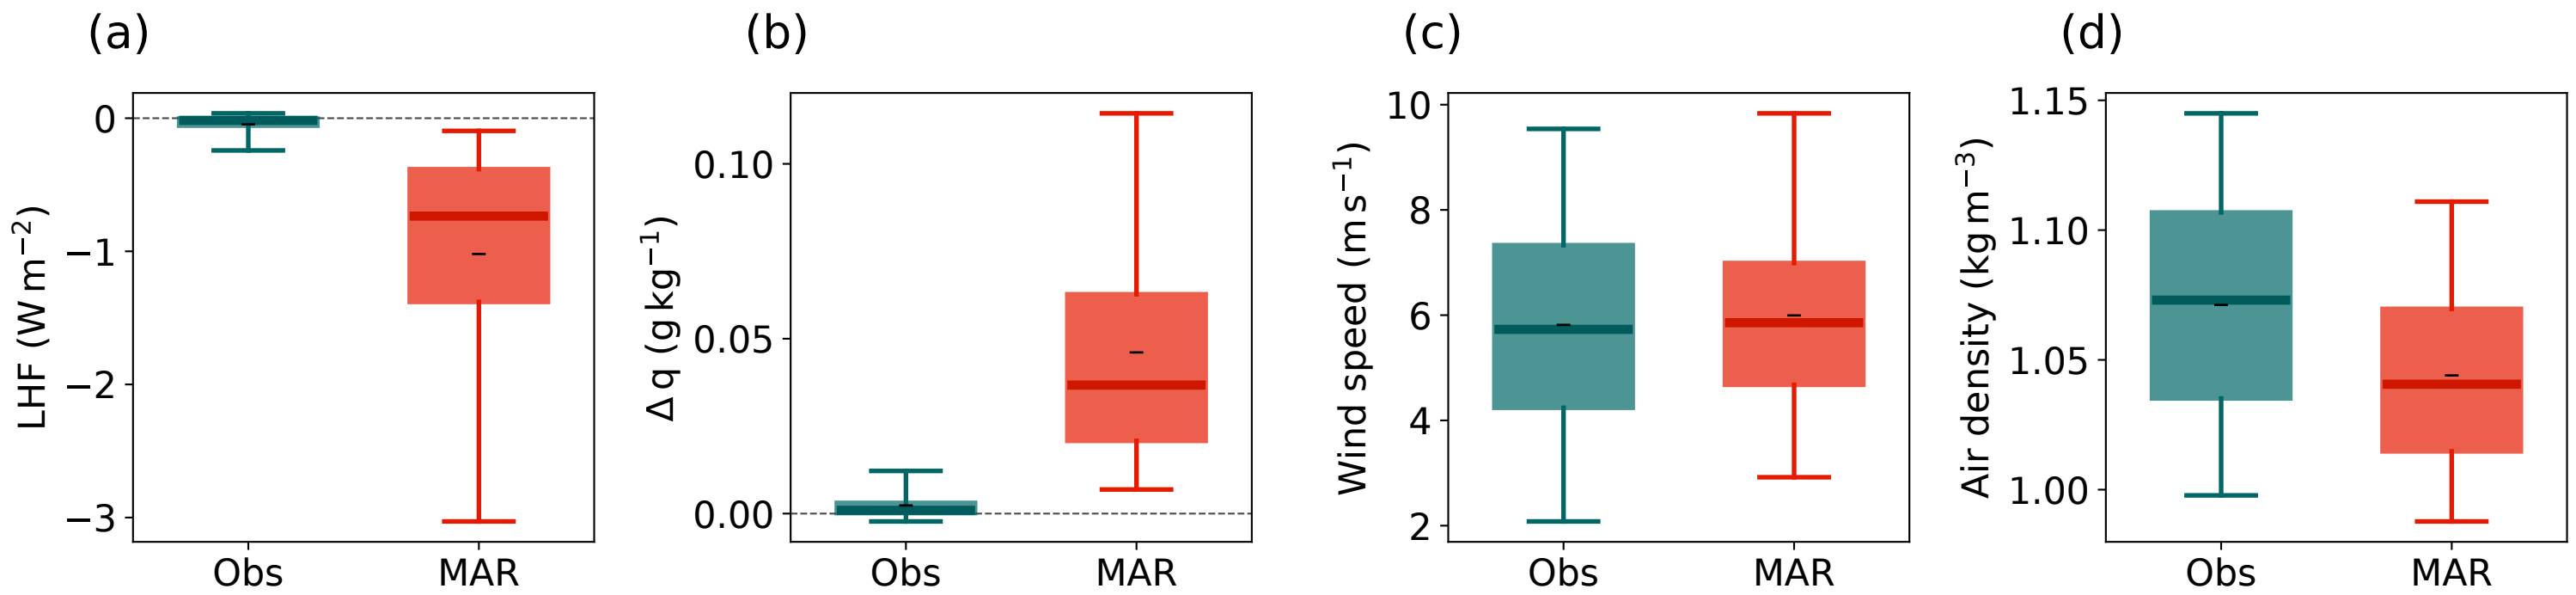 (a)
LHF (W m⁻²)
0
−1
−2
−3
Obs
MAR
(b)
Δ q (g kg⁻¹)
0.10
0.05
0.00
Obs
MAR
(c)
Wind speed (m s⁻¹)
10
8
6
4
2
Obs
MAR
(d)
Air density (kg m⁻³)
1.15
1.10
1.05
1.00
Obs
MAR